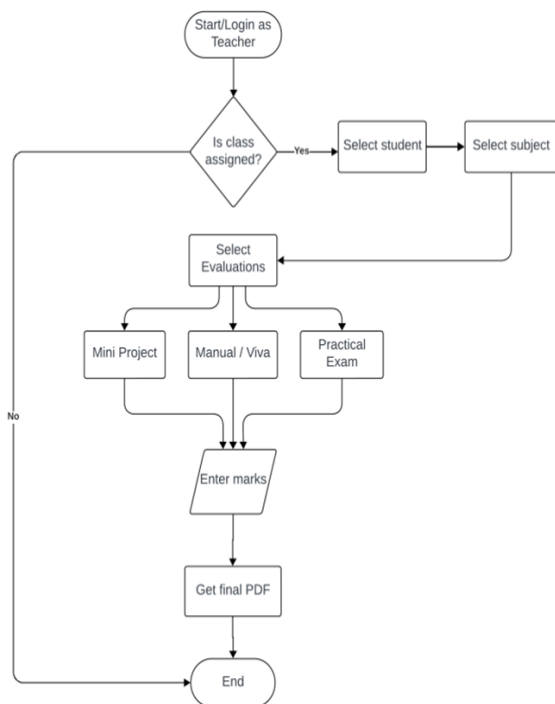 Start/Login as
Teacher
Is class
assigned?
Yes
Select student
Select subject
Select
Evaluations
Mini Project
Manual / Viva
Practical
Exam
No
Enter marks
Get final PDF
End